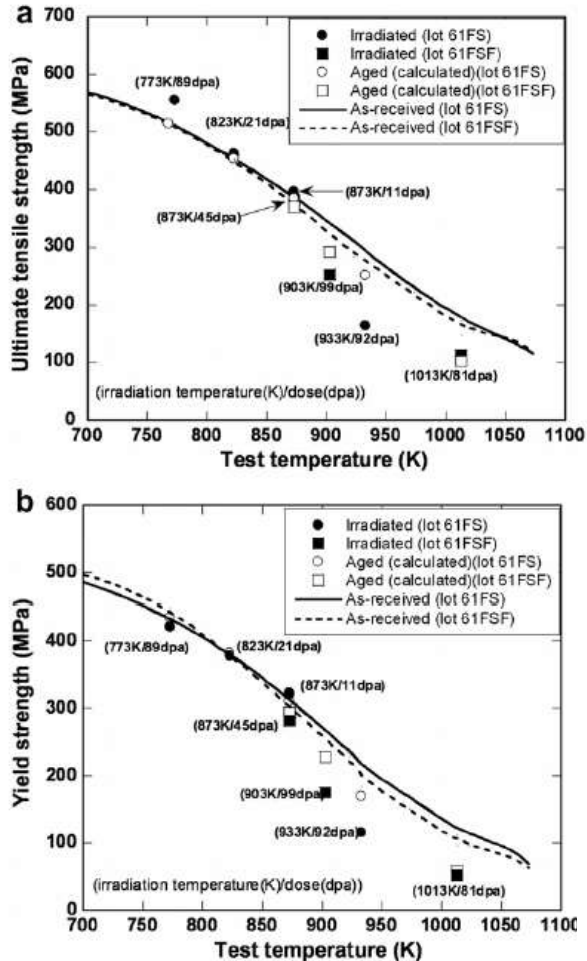 a
600
500
400
300
200
100
0
Ultimate tensile strength (MPa)
Irradiated (lot 61FS)
Irradiated (lot 61FSF)
Aged (calculated)(lot 61FS)
Aged (calculated)(lot 61FSF)
As-received (lot 61FS)
As-received (lot 61FSF)
(773K/89dpa)
(823K/21dpa)
(873K/11dpa)
(873K/45dpa)
(903K/99dpa)
(933K/92dpa)
(1013K/81dpa)
(irradiation temperature(K)/dose(dpa))
700 750 800 850 900 950 1000 1050 1100
Test temperature (K)
b
600
500
400
300
200
100
0
Yield strength (MPa)
Irradiated (lot 61FS)
Irradiated (lot 61FSF)
Aged (calculated)(lot 61FS)
Aged (calculated)(lot 61FSF)
As-received (lot 61FS)
As-received (lot 61FSF)
(773K/89dpa)
(823K/21dpa)
(873K/11dpa)
(873K/45dpa)
(903K/99dpa)
(933K/92dpa)
(1013K/81dpa)
(irradiation temperature(K)/dose(dpa))
700 750 800 850 900 950 1000 1050 1100
Test temperature (K)